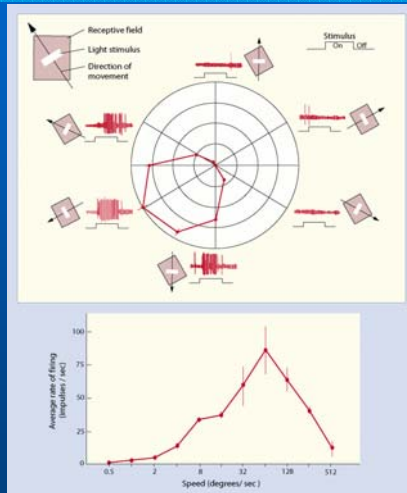 Receptive field
Light stimulus
Direction of
movement
Stimulus
On
Off
Average rate of firing
(impulses / sec)
100
75
50
25
0
0.5
2
8
32
128
512
Speed (degrees/ sec )